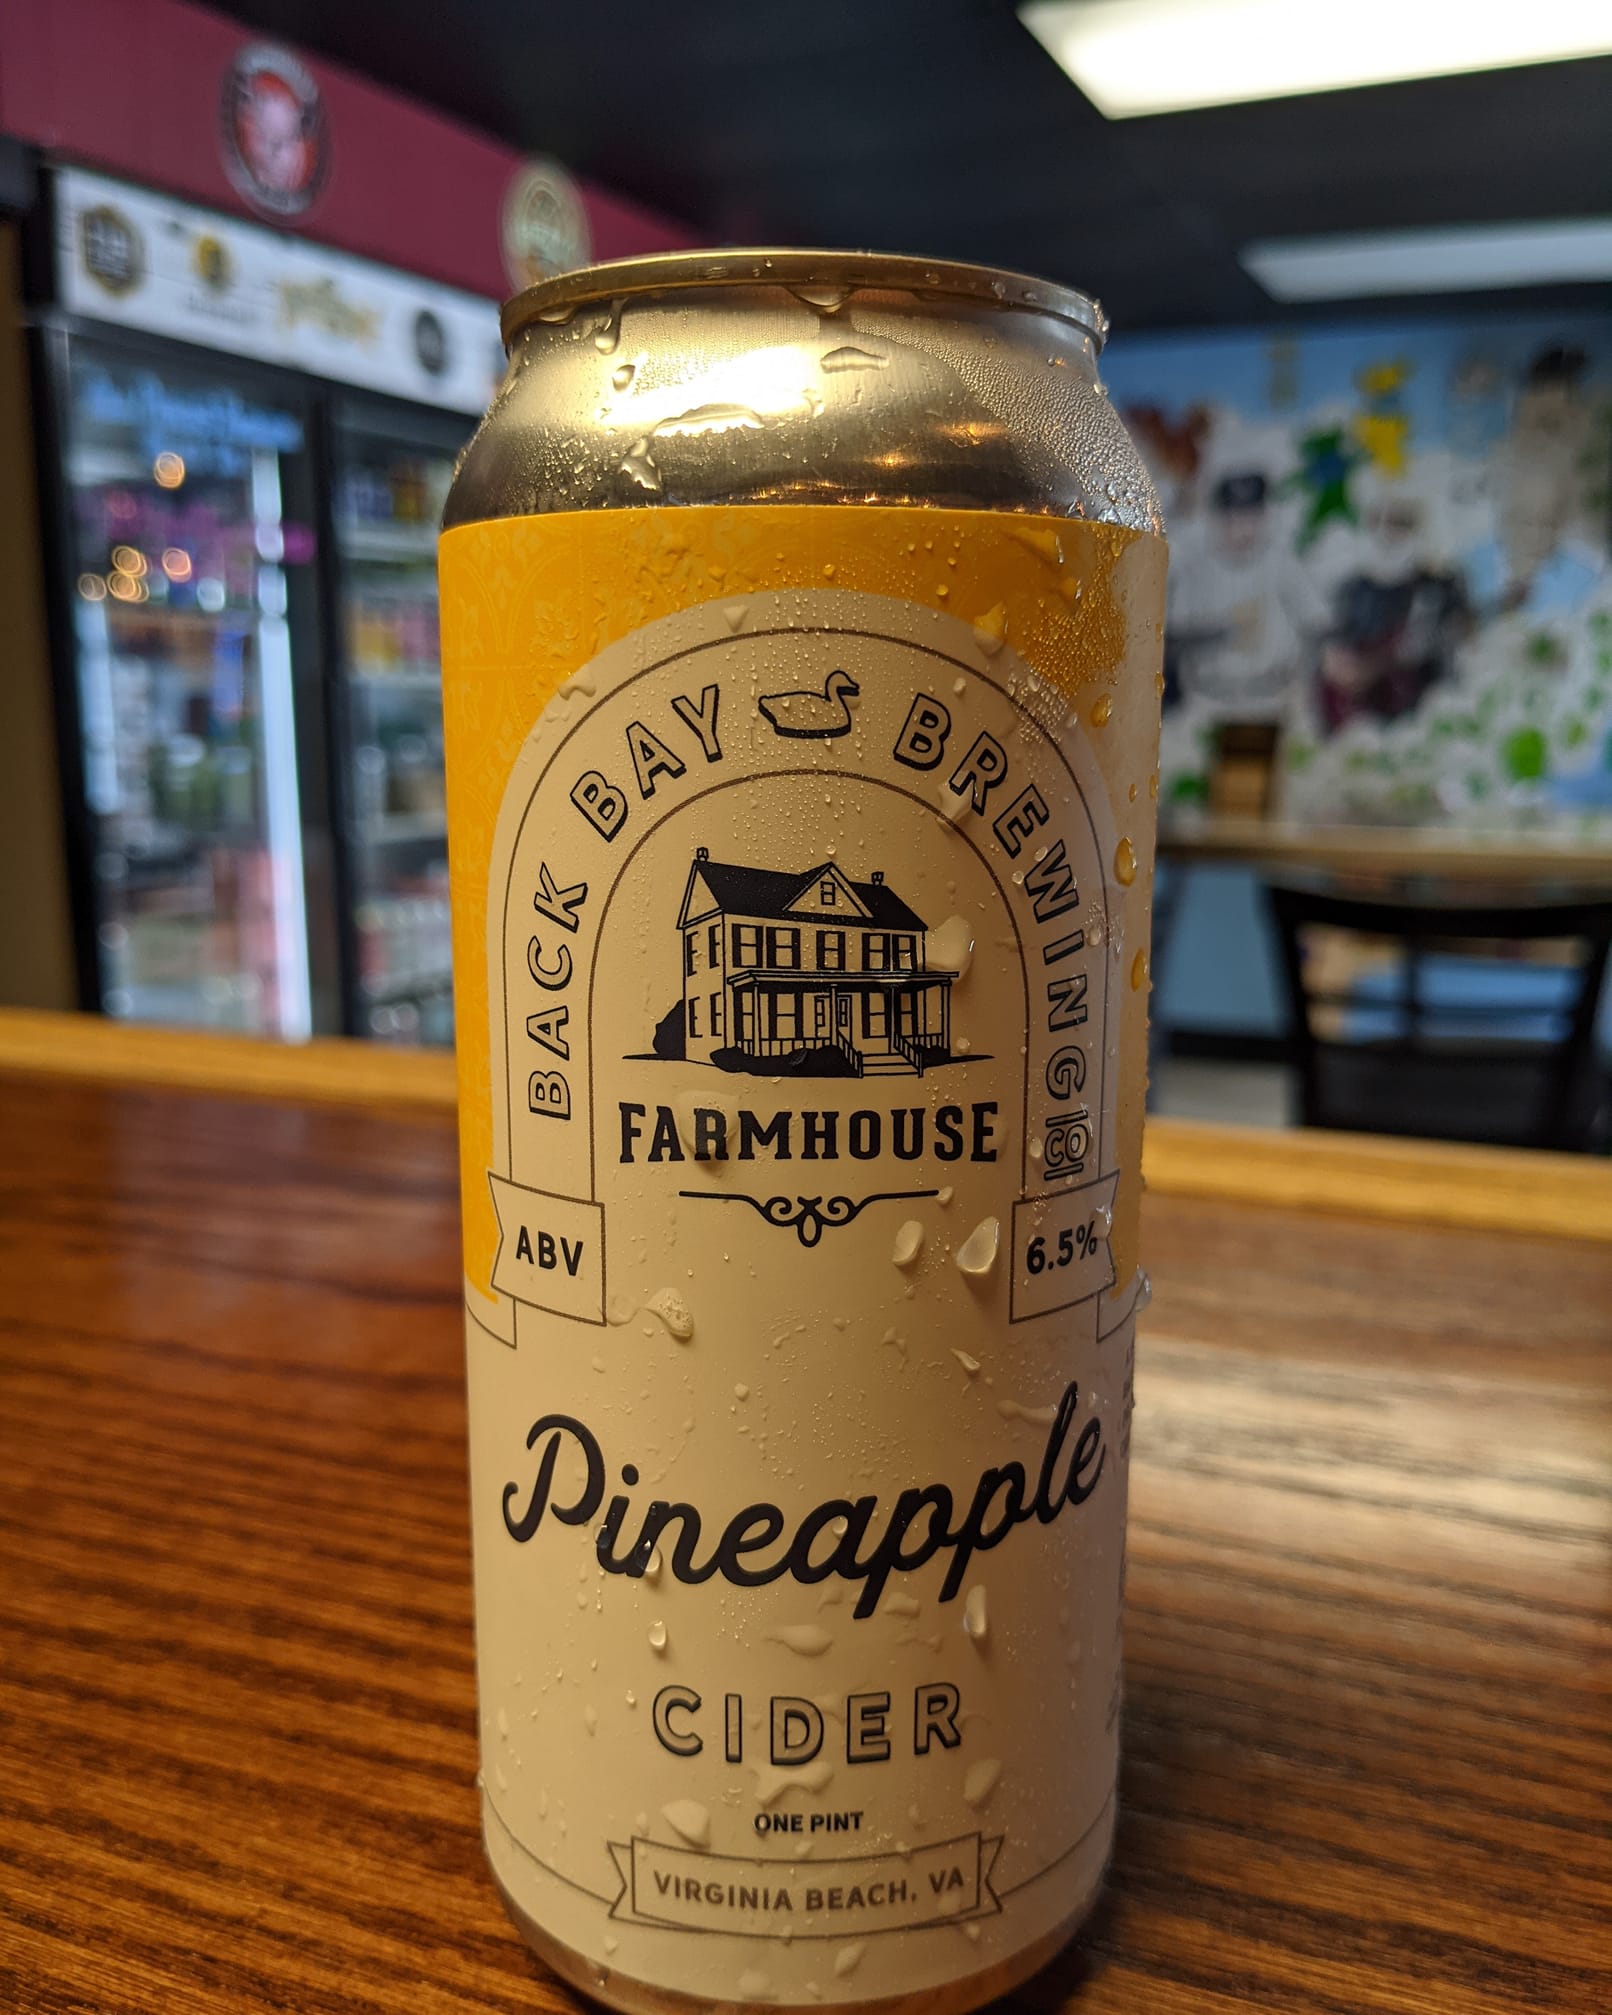 BACK BAY BREWING CO
FARMHOUSE
ABV 6.5%
Pineapple
CIDER
ONE PINT
VIRGINIA BEACH, VA